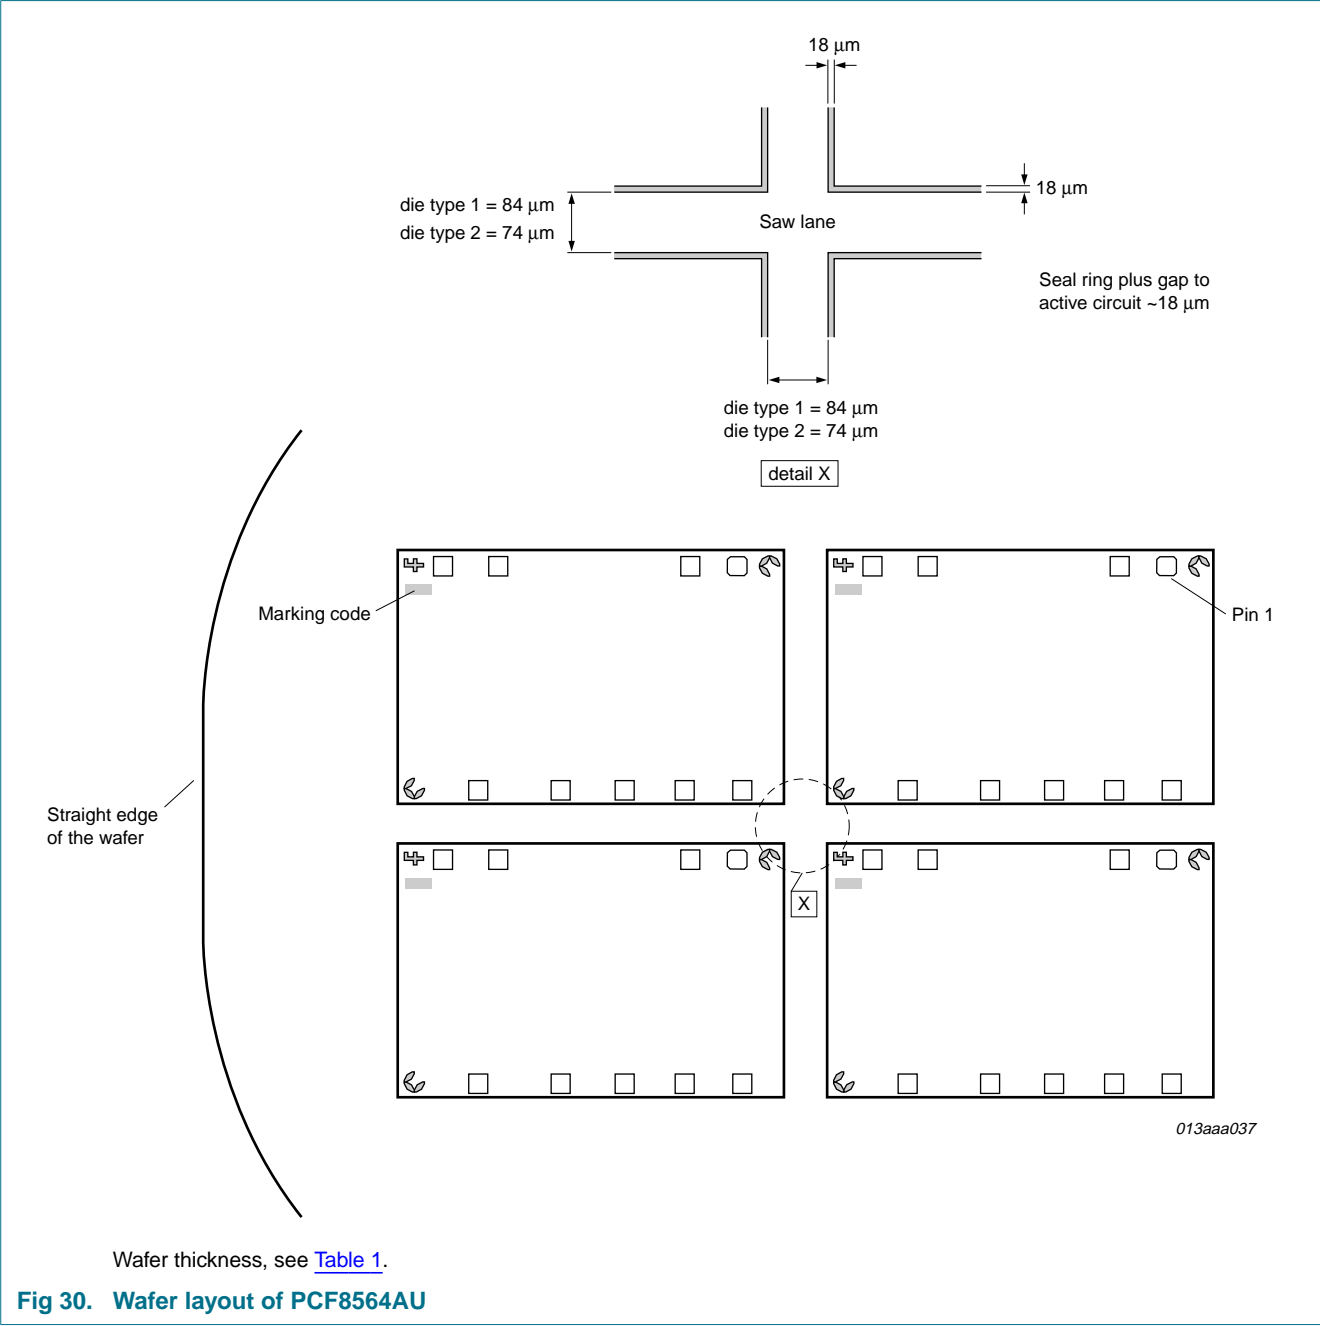 18 μm
die type 1 = 84 μm
die type 2 = 74 μm
Saw lane
18 μm
Seal ring plus gap to
active circuit ~18 μm
die type 1 = 84 μm
die type 2 = 74 μm
detail X
Marking code
Pin 1
Straight edge
of the wafer
X
013aaa037
Wafer thickness, see Table 1.
Fig 30. Wafer layout of PCF8564AU